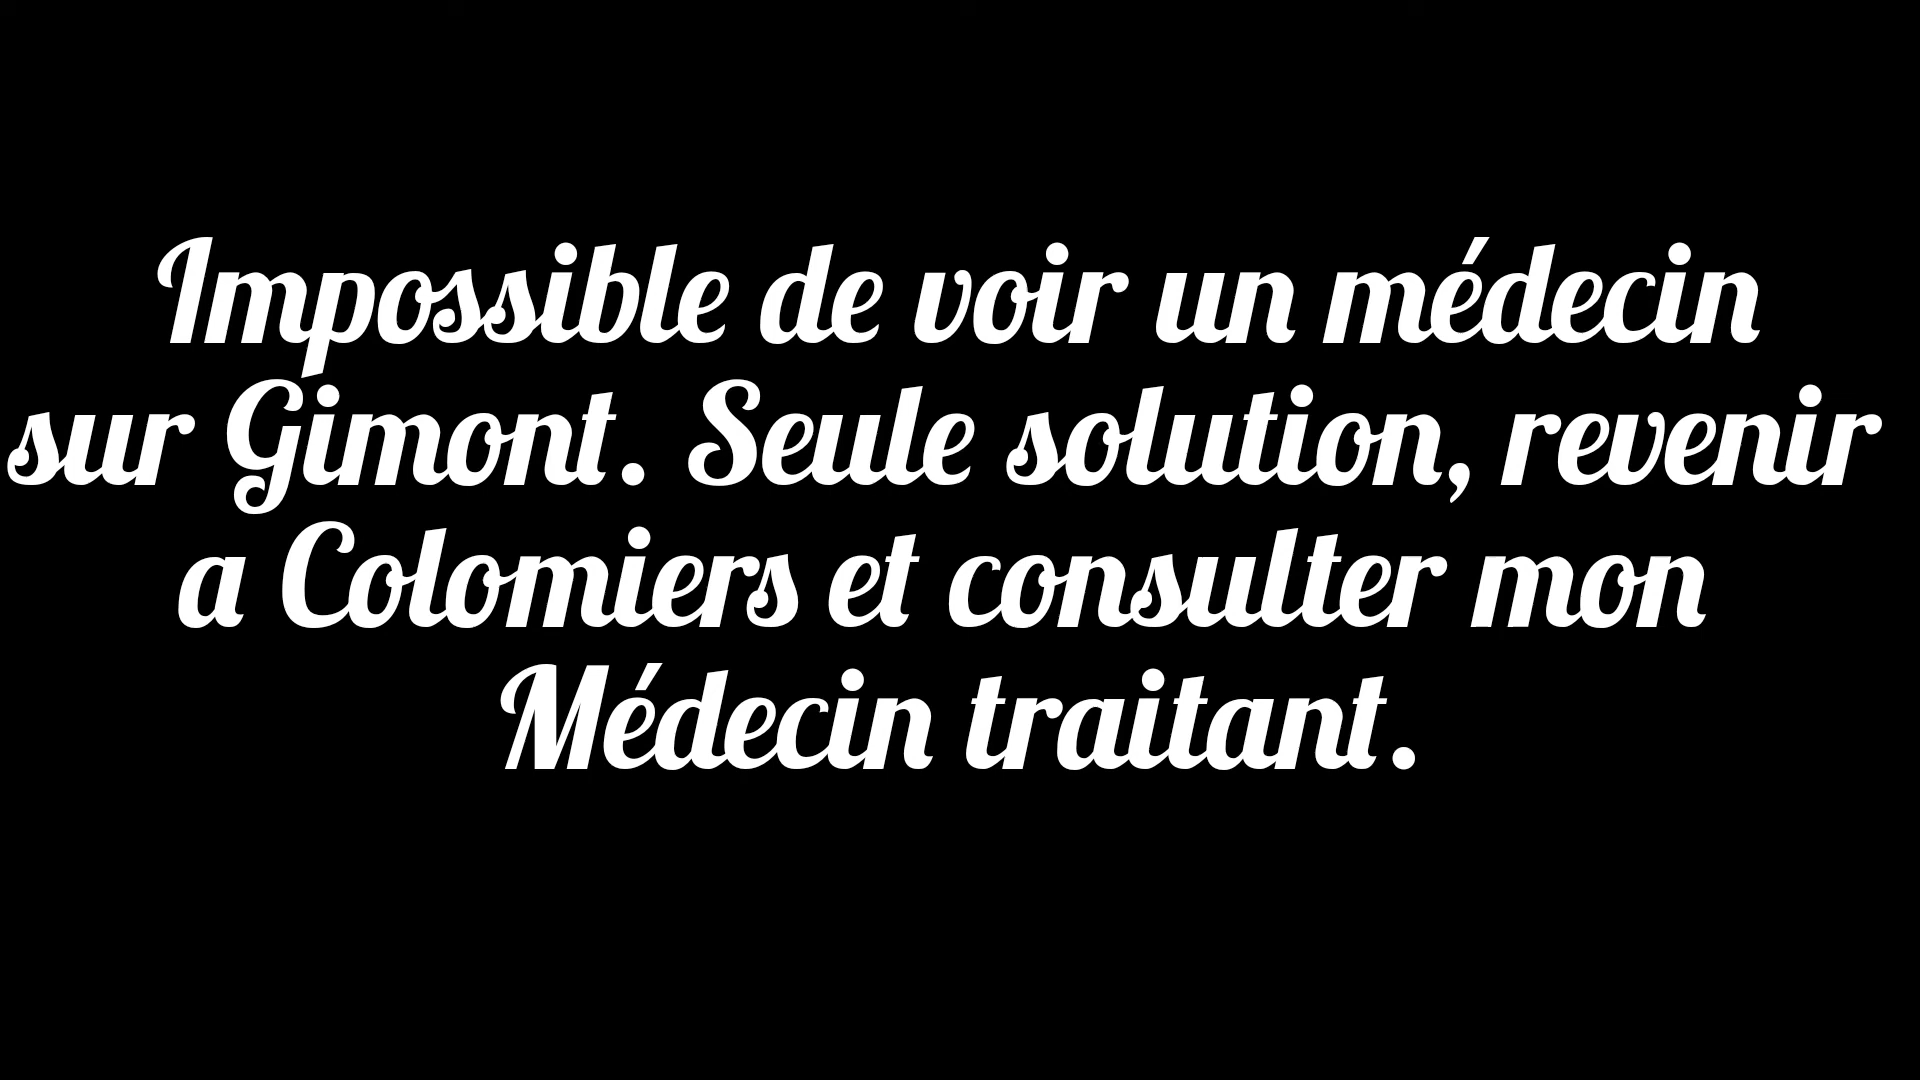 Impossible de voir un médecin
sur Gimont. Seule solution, revenir
a Colomiers et consulter mon
Médecin traitant.